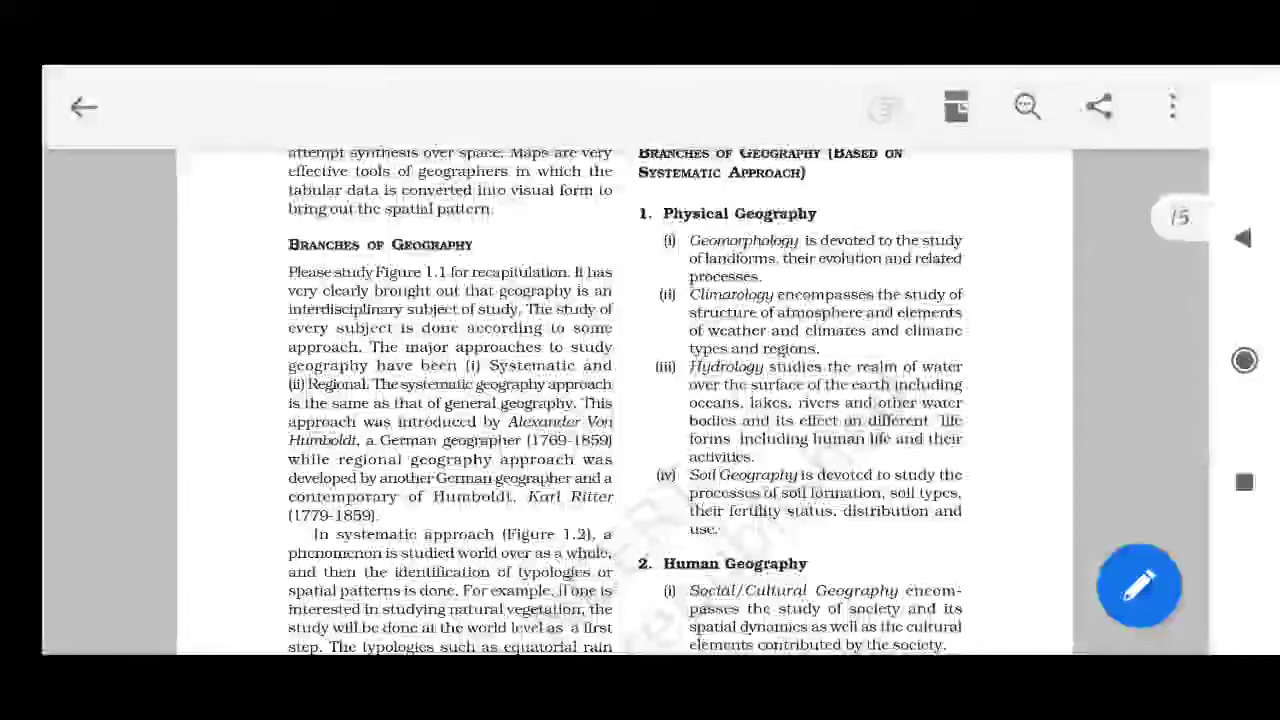 attempt synthesis over space. Maps are very
effective tools of geographers in which the
tabular data is converted into visual form to
bring out the spatial pattern.
BRANCHES OF GEOGRAPHY
Please study Figure 1.1 for recapitulation. It has
very clearly brought out that geography is an
interdisciplinary subject of study. The study of
every subject is done according to some
approach. The major approaches to study
geography have been (i) Systematic and
(ii) Regional. The systematic geography approach
is the same as that of general geography. This
approach was introduced by Alexander Von
Humboldt, a German geographer (1769-1859)
while regional geography approach was
developed by another German geographer and a
contemporary of Humboldt, Karl Ritter
(1779-1859).
In systematic approach (Figure 1.2), a
phenomenon is studied world over as a whole,
and then the identification of typologies or
spatial patterns is done. For example, if one is
interested in studying natural vegetation, the
study will be done at the world level as a first
step. The typologies such as equatorial rain
BRANCHES OF GEOGRAPHY (BASED ON
SYSTEMATIC APPROACH)
1. Physical Geography
(i) Geomorphology is devoted to the study
of landforms, their evolution and related
processes.
(ii) Climatology encompasses the study of
structure of atmosphere and elements
of weather and climates and climatic
types and regions.
(iii) Hydrology studies the realm of water
over the surface of the earth including
oceans, lakes, rivers and other water
bodies and its effect on different life
forms including human life and their
activities.
(iv) Soil Geography is devoted to study the
processes of soil formation, soil types,
their fertility status, distribution and
use.
2. Human Geography
(i) Social/Cultural Geography encom-
passes the study of society and its
spatial dynamics as well as the cultural
elements contributed by the society.
/5